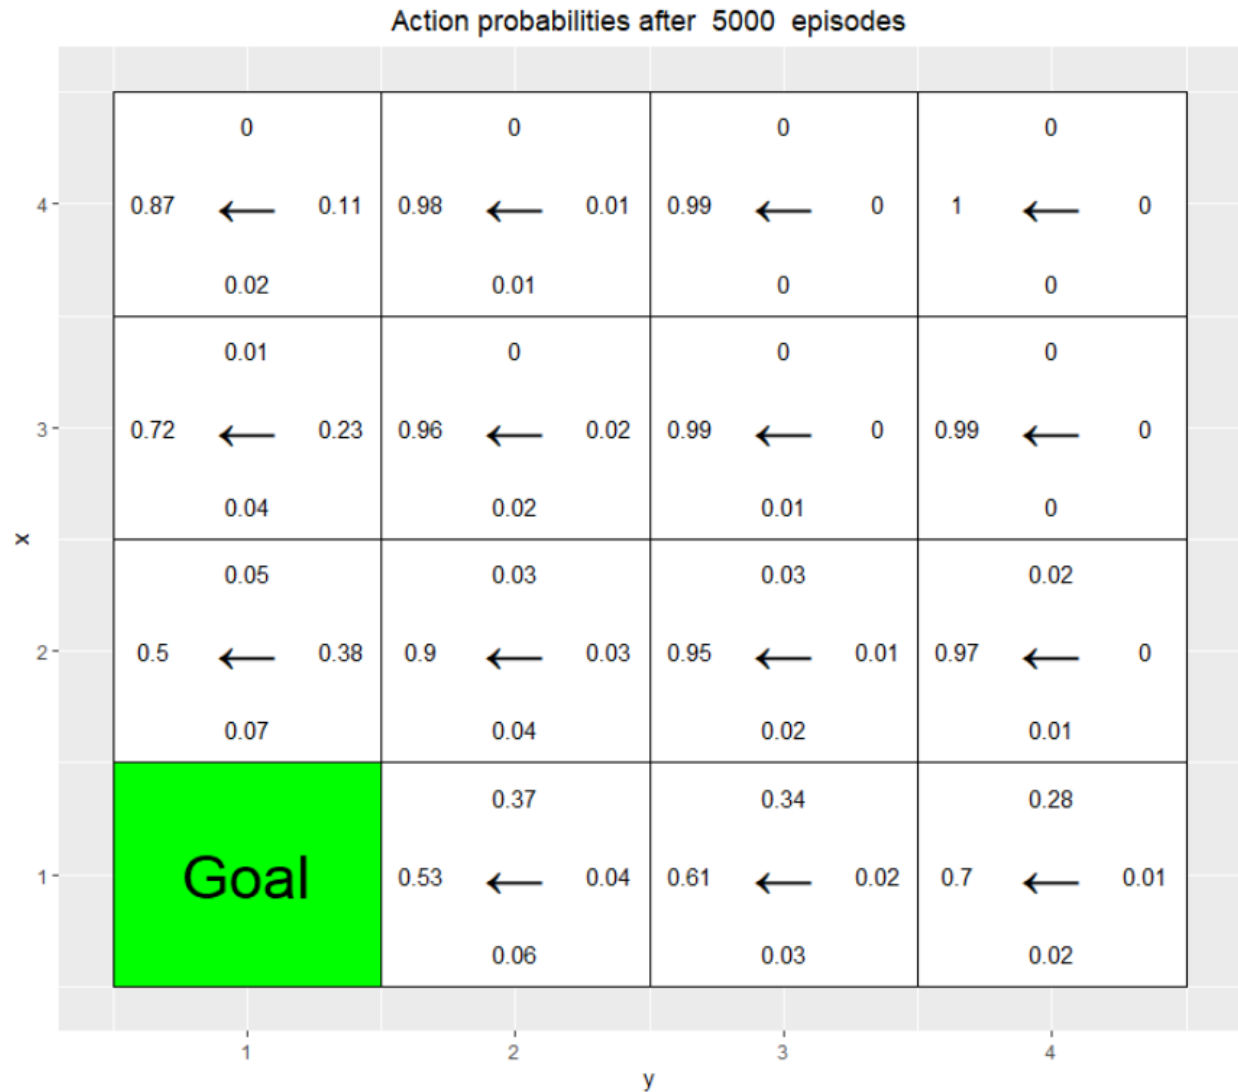 Action probabilities after 5000 episodes
0 0 0 0
4 0.87 ← 0.11 0.98 ← 0.01 0.99 ← 0 1 ← 0
0.02 0.01 0 0
0.01 0 0 0
3 0.72 ← 0.23 0.96 ← 0.02 0.99 ← 0 0.99 ← 0
0.04 0.02 0.01 0
x
0.05 0.03 0.03 0.02
2 0.5 ← 0.38 0.9 ← 0.03 0.95 ← 0.01 0.97 ← 0
0.07 0.04 0.02 0.01
0.37 0.34 0.28
1 Goal 0.53 ← 0.04 0.61 ← 0.02 0.7 ← 0.01
0.06 0.03 0.02
1 2 3 4
y